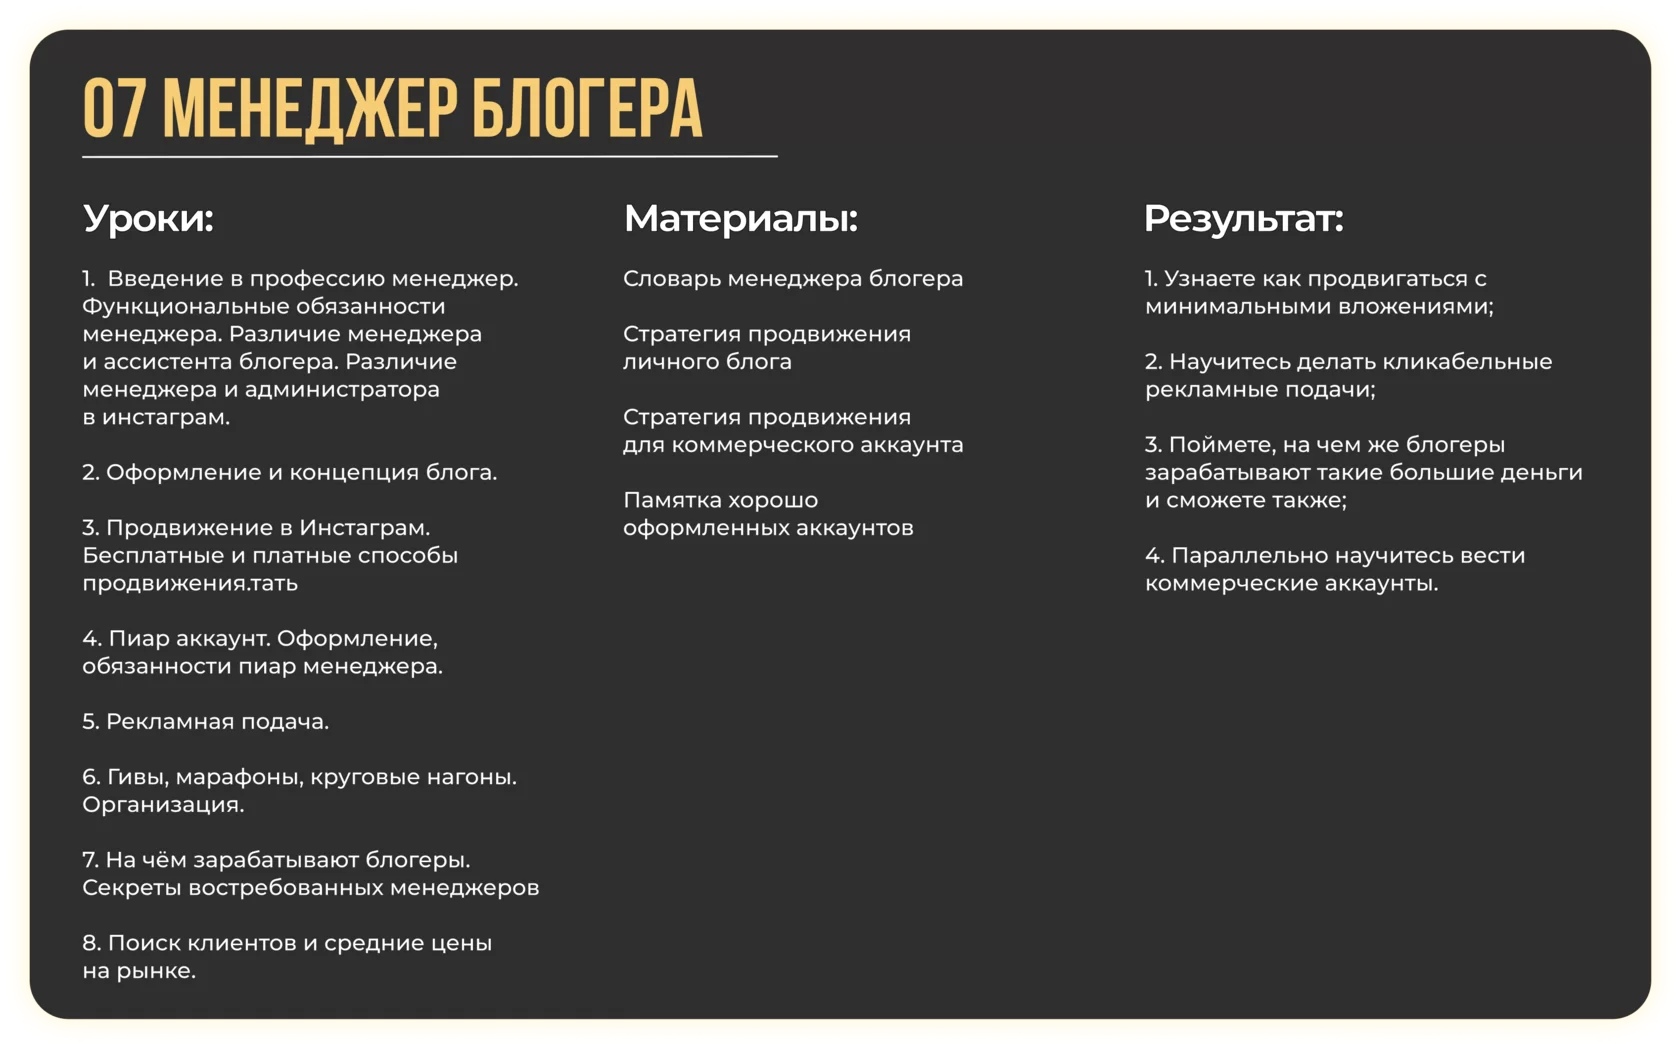 07 МЕНЕДЖЕР БЛОГЕРА
Уроки:
1.  Введение в профессию менеджер.
Функциональные обязанности
менеджера. Различие менеджера
и ассистента блогера. Различие
менеджера и администратора
в инстаграм.
2. Оформление и концепция блога.
3. Продвижение в Инстаграм.
Бесплатные и платные способы
продвижения.тать
4. Пиар аккаунт. Оформление,
обязанности пиар менеджера.
5. Рекламная подача.
6. Гивы, марафоны, круговые нагоны.
Организация.
7. На чём зарабатывают блогеры.
Секреты востребованных менеджеров
8. Поиск клиентов и средние цены
на рынке.
Материалы:
Словарь менеджера блогера
Стратегия продвижения
личного блога
Стратегия продвижения
для коммерческого аккаунта
Памятка хорошо
оформленных аккаунтов
Результат:
1. Узнаете как продвигаться с
минимальными вложениями;
2. Научитесь делать кликабельные
рекламные подачи;
3. Поймете, на чем же блогеры
зарабатывают такие большие деньги
и сможете также;
4. Параллельно научитесь вести
коммерческие аккаунты.